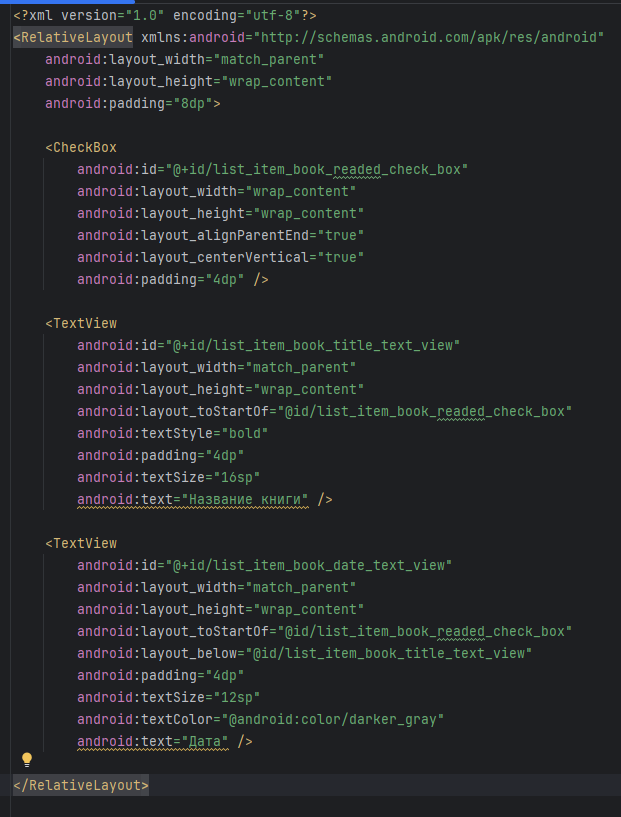 <?xml version="1.0" encoding="utf-8"?>
<RelativeLayout xmlns:android="http://schemas.android.com/apk/res/android"
    android:layout_width="match_parent"
    android:layout_height="wrap_content"
    android:padding="8dp">

    <CheckBox
        android:id="@+id/list_item_book_readed_check_box"
        android:layout_width="wrap_content"
        android:layout_height="wrap_content"
        android:layout_alignParentEnd="true"
        android:layout_centerVertical="true"
        android:padding="4dp" />

    <TextView
        android:id="@+id/list_item_book_title_text_view"
        android:layout_width="match_parent"
        android:layout_height="wrap_content"
        android:layout_toStartOf="@id/list_item_book_readed_check_box"
        android:textStyle="bold"
        android:padding="4dp"
        android:textSize="16sp"
        android:text="Название книги" />

    <TextView
        android:id="@+id/list_item_book_date_text_view"
        android:layout_width="match_parent"
        android:layout_height="wrap_content"
        android:layout_toStartOf="@id/list_item_book_readed_check_box"
        android:layout_below="@id/list_item_book_title_text_view"
        android:padding="4dp"
        android:textSize="12sp"
        android:textColor="@android:color/darker_gray"
        android:text="Дата" />

</RelativeLayout>